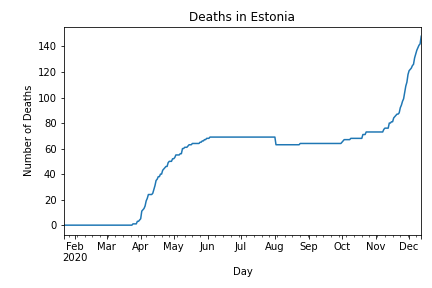 Deaths in Estonia
Number of Deaths
140
120
100
80
60
40
20
0
Feb Mar Apr May Jun Jul Aug Sep Oct Nov Dec
2020
Day